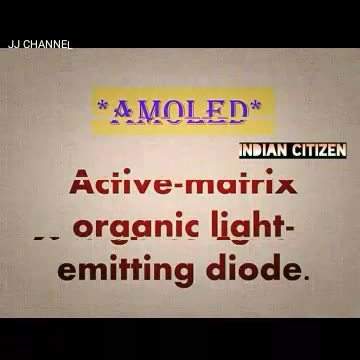 JJ CHANNEL
*AMOLED*
INDIAN CITIZEN
Active-matrix
organic light-
emitting diode.